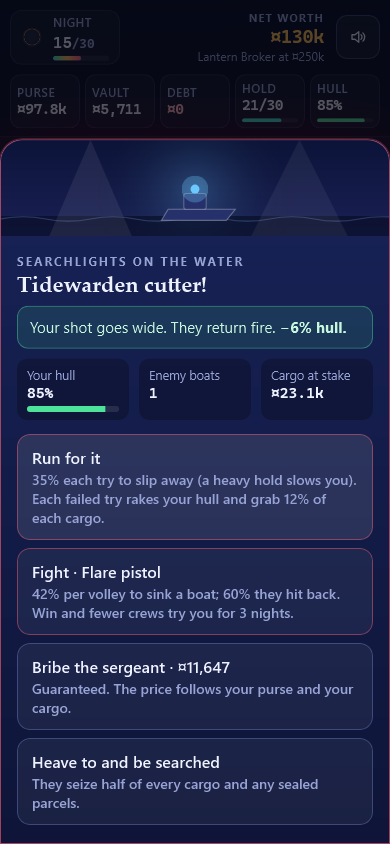 NIGHT
15/30
NET WORTH
¤130k
Lantern Broker at ¤250k
PURSE
¤97.8k
VAULT
¤5,711
DEBT
¤0
HOLD
21/30
HULL
85%
SEARCHLIGHTS ON THE WATER
Tidewarden cutter!
Your shot goes wide. They return fire. −6% hull.
Your hull
85%
Enemy boats
1
Cargo at stake
¤23.1k
Run for it
35% each try to slip away (a heavy hold slows you).
Each failed try rakes your hull and grab 12% of
each cargo.
Fight · Flare pistol
42% per volley to sink a boat; 60% they hit back.
Win and fewer crews try you for 3 nights.
Bribe the sergeant · ¤11,647
Guaranteed. The price follows your purse and your
cargo.
Heave to and be searched
They seize half of every cargo and any sealed
parcels.